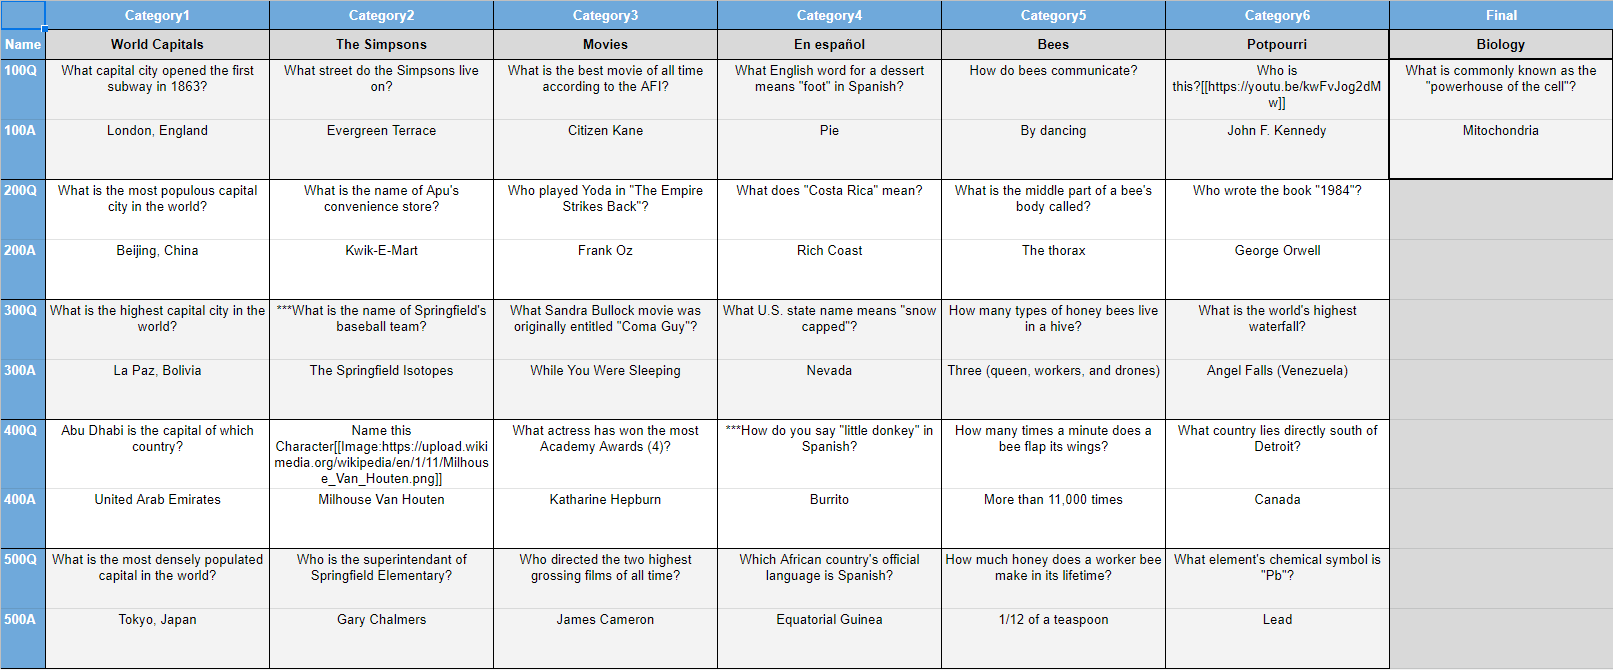 Category1 Category2 Category3 Category4 Category5 Category6 Final
Name World Capitals The Simpsons Movies En español Bees Potpourri Biology
100Q What capital city opened the first What street do the Simpsons live What is the best movie of all time What English word for a dessert How do bees communicate? Who is What is commonly known as the
subway in 1863? on? according to the AFI? means "foot" in Spanish? this?[[https://youtu.be/kwFvJog2dM "powerhouse of the cell"?
w]]
100A London, England Evergreen Terrace Citizen Kane Pie By dancing John F. Kennedy Mitochondria
200Q What is the most populous capital What is the name of Apu's Who played Yoda in "The Empire What does "Costa Rica" mean? What is the middle part of a bee's Who wrote the book "1984"?
city in the world? convenience store? Strikes Back"? body called?
200A Beijing, China Kwik-E-Mart Frank Oz Rich Coast The thorax George Orwell
300Q What is the highest capital city in the ***What is the name of Springfield's What Sandra Bullock movie was What U.S. state name means "snow How many types of honey bees live What is the world's highest
world? baseball team? originally entitled "Coma Guy"? capped"? in a hive? waterfall?
300A La Paz, Bolivia The Springfield Isotopes While You Were Sleeping Nevada Three (queen, workers, and drones) Angel Falls (Venezuela)
400Q Abu Dhabi is the capital of which Name this What actress has won the most ***How do you say "little donkey" in How many times a minute does a What country lies directly south of
country? Character[[Image:https://upload.wiki Academy Awards (4)? Spanish? bee flap its wings? Detroit?
media.org/wikipedia/en/1/11/Milhous
e_Van_Houten.png]]
400A United Arab Emirates Milhouse Van Houten Katharine Hepburn Burrito More than 11,000 times Canada
500Q What is the most densely populated Who is the superintendant of Who directed the two highest Which African country's official How much honey does a worker bee What element's chemical symbol is
capital in the world? Springfield Elementary? grossing films of all time? language is Spanish? make in its lifetime? "Pb"?
500A Tokyo, Japan Gary Chalmers James Cameron Equatorial Guinea 1/12 of a teaspoon Lead